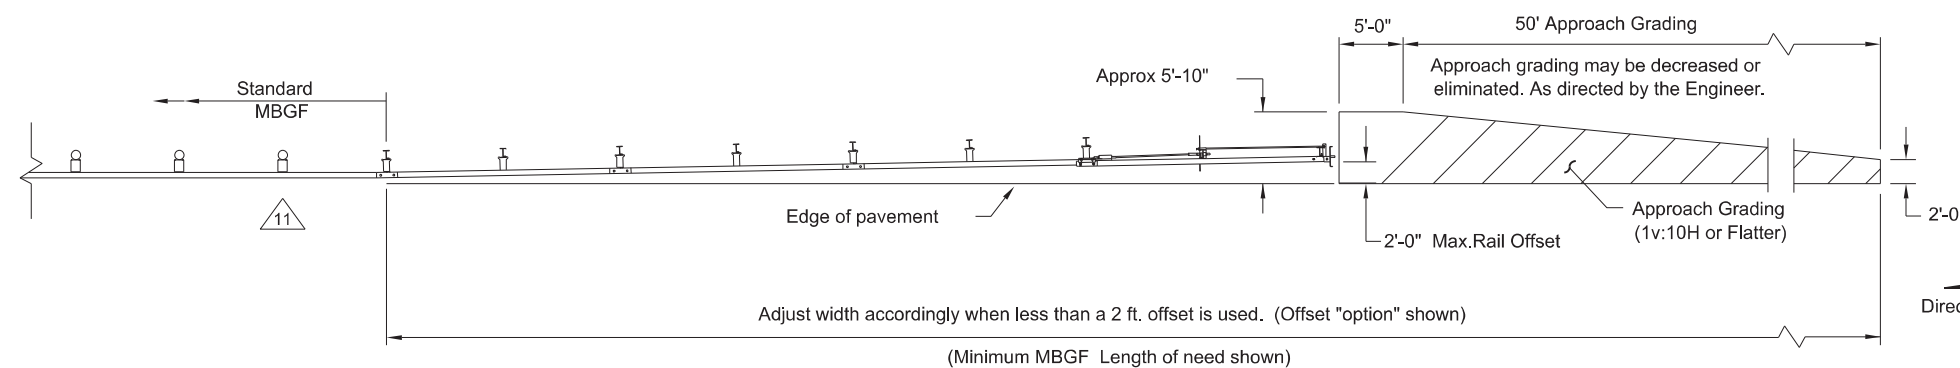 5'-0"
50' Approach Grading
Approx 5'-10"
Approach grading may be decreased or
eliminated. As directed by the Engineer.
Standard
MBGF
11
Edge of pavement
2'-0" Max.Rail Offset
Approach Grading
(1v:10H or Flatter)
2'-0
Direc
Adjust width accordingly when less than a 2 ft. offset is used. (Offset "option" shown)
(Minimum MBGF Length of need shown)